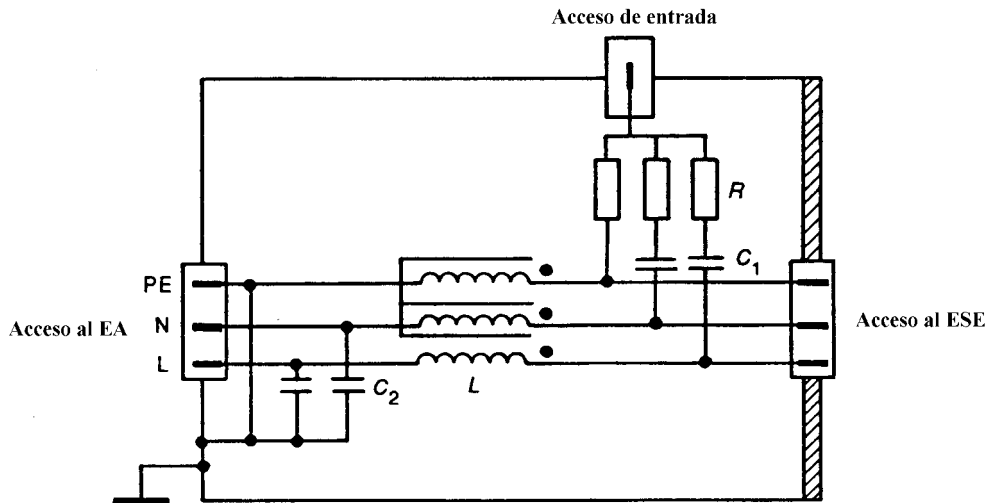 Acceso de entrada
R
C1
PE
N
L
Acceso al EA
Acceso al ESE
C2
L